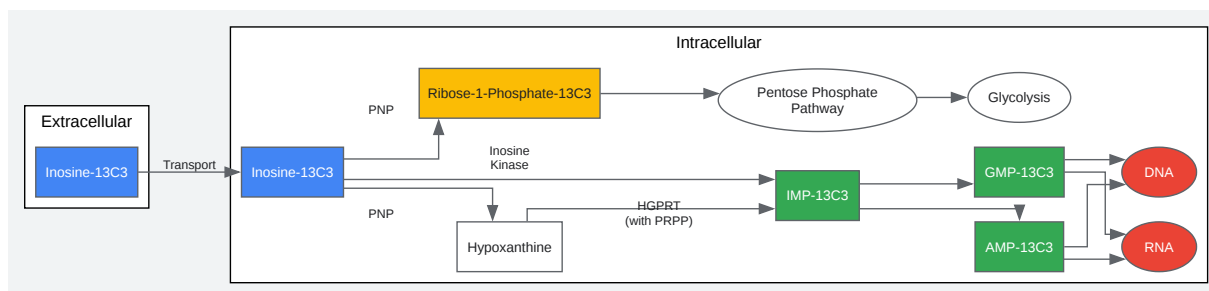 Intracellular
Extracellular
Inosine-13C3
Transport
Inosine-13C3
PNP
Ribose-1-Phosphate-13C3
Pentose Phosphate
Pathway
Glycolysis
Inosine
Kinase
PNP
Hypoxanthine
HGPRT
(with PRPP)
IMP-13C3
GMP-13C3
AMP-13C3
DNA
RNA